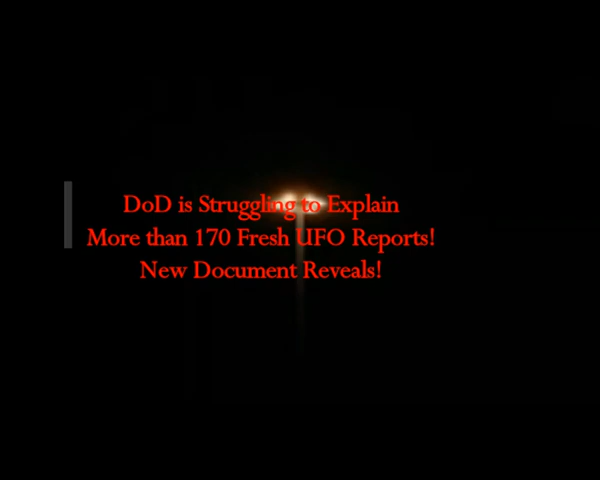 DoD is Struggling to Explain
More than 170 Fresh UFO Reports!
New Document Reveals!